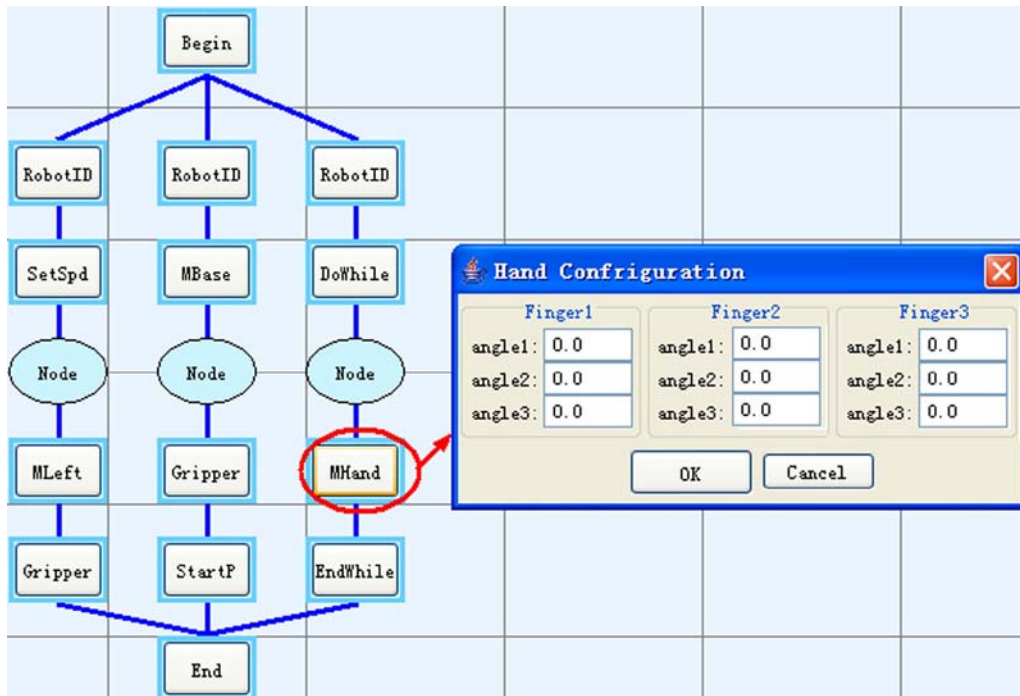 Begin
RobotID RobotID RobotID
SetSpd MBase DoWhile
Node Node Node
MLeft Gripper MHand
Gripper StartP EndWhile
End
Hand Confriguration
Finger1 Finger2 Finger3
angle1: 0.0 angle1: 0.0 angle1: 0.0
angle2: 0.0 angle2: 0.0 angle2: 0.0
angle3: 0.0 angle3: 0.0 angle3: 0.0
OK Cancel